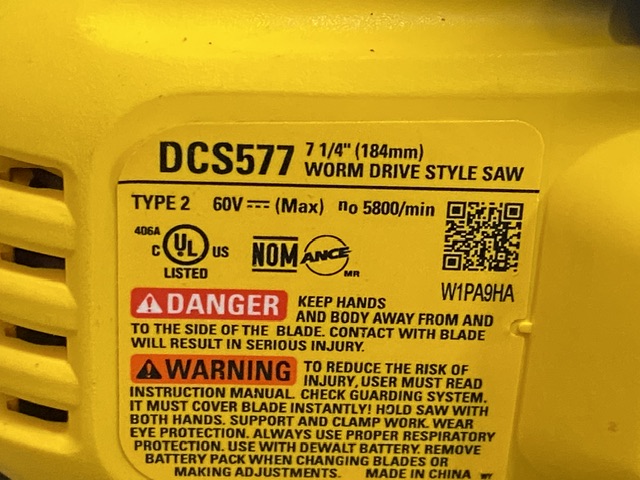 DCS577 7 1/4" (184mm)
WORM DRIVE STYLE SAW
TYPE 2 60V⎓ (Max) no 5800/min
406A
C UL US
LISTED
NOM ANCE
MR
W1PA9HA
DANGER KEEP HANDS
AND BODY AWAY FROM AND
TO THE SIDE OF THE BLADE. CONTACT WITH BLADE
WILL RESULT IN SERIOUS INJURY.
WARNING TO REDUCE THE RISK OF
INJURY, USER MUST READ
INSTRUCTION MANUAL. CHECK GUARDING SYSTEM.
IT MUST COVER BLADE INSTANTLY! HOLD SAW WITH
BOTH HANDS. SUPPORT AND CLAMP WORK. WEAR
EYE PROTECTION. ALWAYS USE PROPER RESPIRATORY
PROTECTION. USE WITH DEWALT BATTERY. REMOVE
BATTERY PACK WHEN CHANGING BLADES OR
MAKING ADJUSTMENTS. MADE IN CHINA